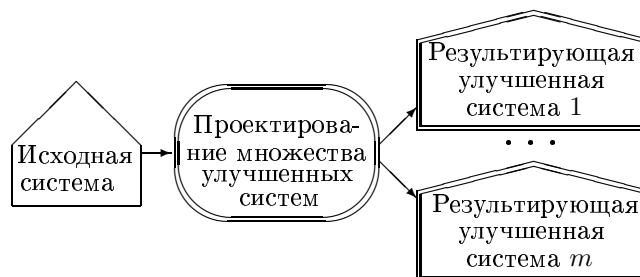 Исходная
система
Проектирова-
ние множества
улучшенных
систем
Результирующая
улучшенная
система 1
. . .
Результирующая
улучшенная
система m